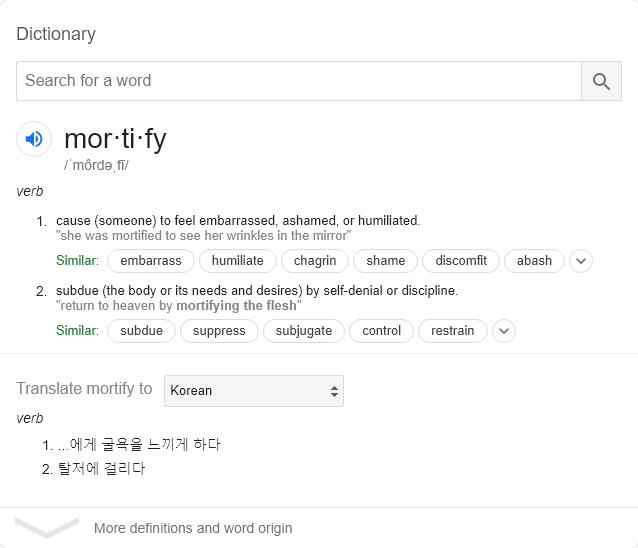 Dictionary
Search for a word
mor·ti·fy
/ˈmôrdəˌfī/
verb
1. cause (someone) to feel embarrassed, ashamed, or humiliated.
"she was mortified to see her wrinkles in the mirror"
Similar: embarrass humiliate chagrin shame discomfit abash
2. subdue (the body or its needs and desires) by self-denial or discipline.
"return to heaven by mortifying the flesh"
Similar: subdue suppress subjugate control restrain
Translate mortify to Korean
verb
1. ...에게 굴욕을 느끼게 하다
2. 탈저에 걸리다
More definitions and word origin